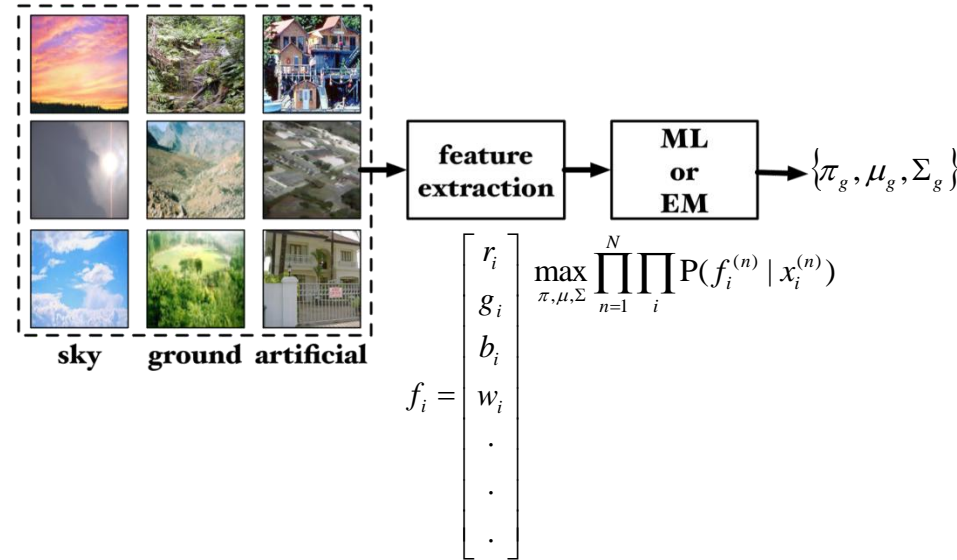 sky
ground
artificial
feature
extraction
ML
or
EM
{π_g, μ_g, Σ_g}
f_i = [r_i g_i b_i w_i . . .]
max_{π,μ,Σ} ∏_{n=1}^{N} ∏_i P(f_i^{(n)} | x_i^{(n)})